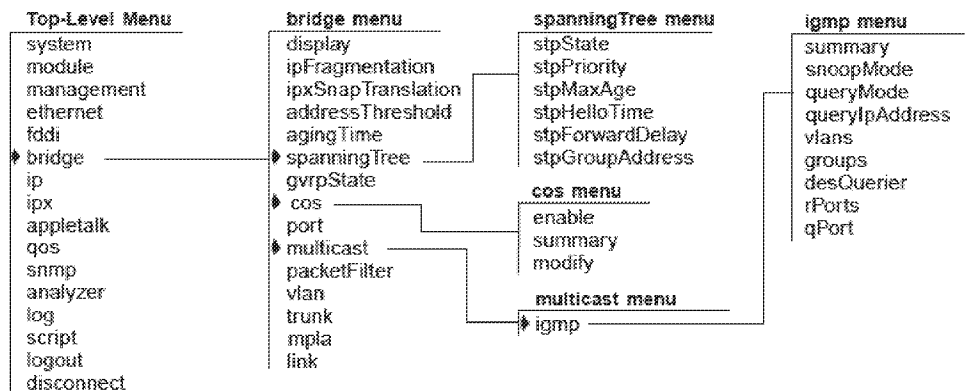 Top-Level Menu
system
module
management
ethernet
fddi
bridge
ip
ipx
appletalk
qos
snmp
analyzer
log
script
logout
disconnect
bridge menu
display
ipFragmentation
ipxSnapTranslation
addressThreshold
agingTime
spanningTree
gvrpState
cos
port
multicast
packetFilter
vlan
trunk
mpla
link
spanningTree menu
stpState
stpPriority
stpMaxAge
stpHelloTime
stpForwardDelay
stpGroupAddress
cos menu
enable
summary
modify
multicast menu
igmp
igmp menu
summary
snoopMode
queryMode
queryIpAddress
vlans
groups
desQuerier
rPorts
qPort